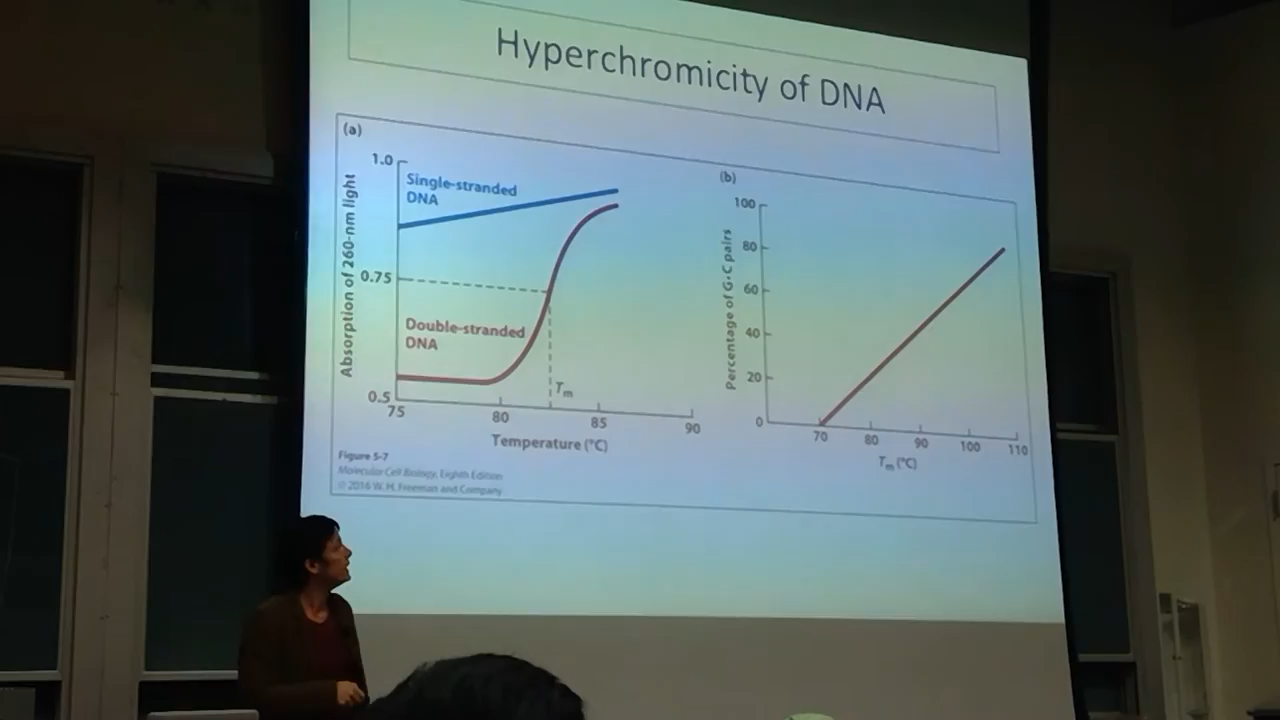 Hyperchromicity of DNA
(a)
1.0
0.75
0.5
Absorption of 260-nm light
Single-stranded
DNA
Double-stranded
DNA
Tm
75
80
85
90
Temperature (°C)
Figure 5-7
Molecular Cell Biology, Eighth Edition
© 2016 W. H. Freeman and Company
(b)
100
80
60
40
20
0
Percentage of G·C pairs
70
80
90
100
110
Tm (°C)